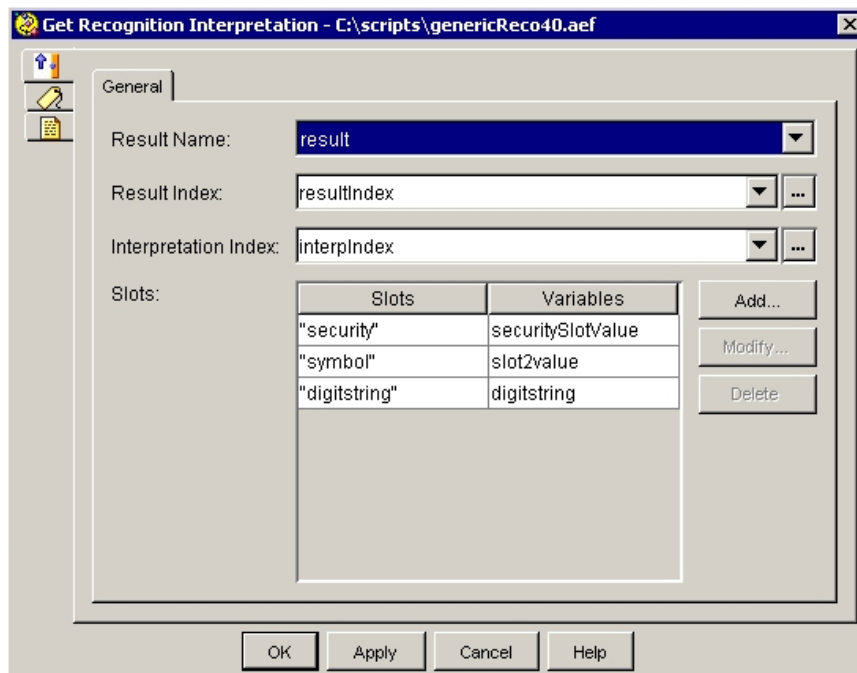 Get Recognition Interpretation - C:\scripts\genericReco40.aef
General
Result Name: result
Result Index: resultIndex ...
Interpretation Index: interpIndex ...
Slots: Slots Variables Add...
"security" securitySlotValue
Modify...
"symbol" slot2value
"digitstring" digitstring Delete
OK Apply Cancel Help